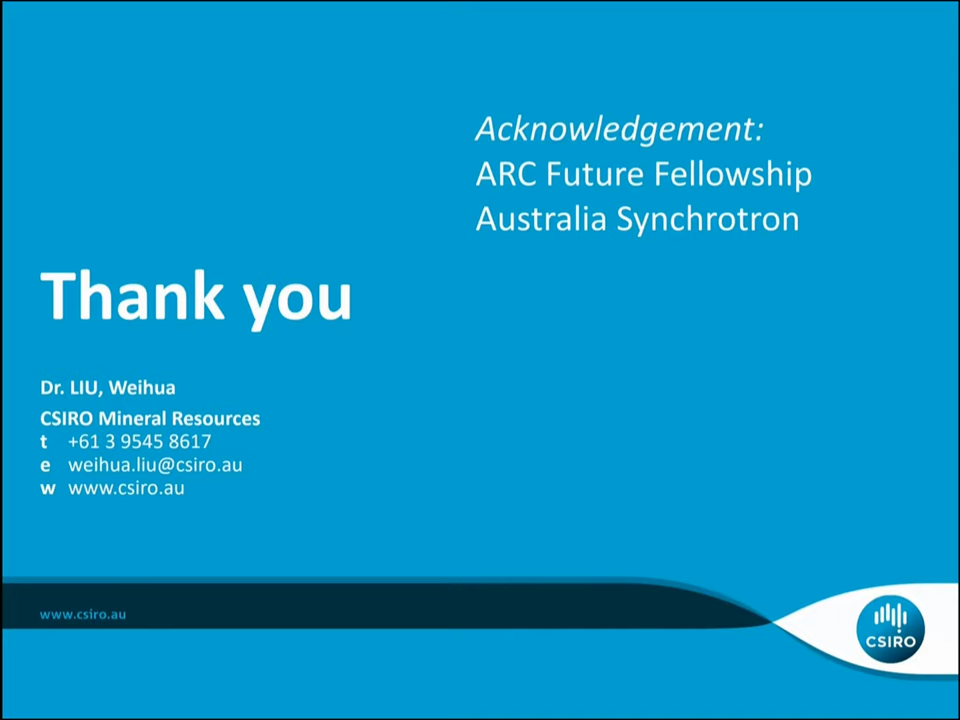 Acknowledgement:
ARC Future Fellowship
Australia Synchrotron
Thank you
Dr. LIU, Weihua
CSIRO Mineral Resources
t +61 3 9545 8617
e weihua.liu@csiro.au
w www.csiro.au
www.csiro.au
CSIRO